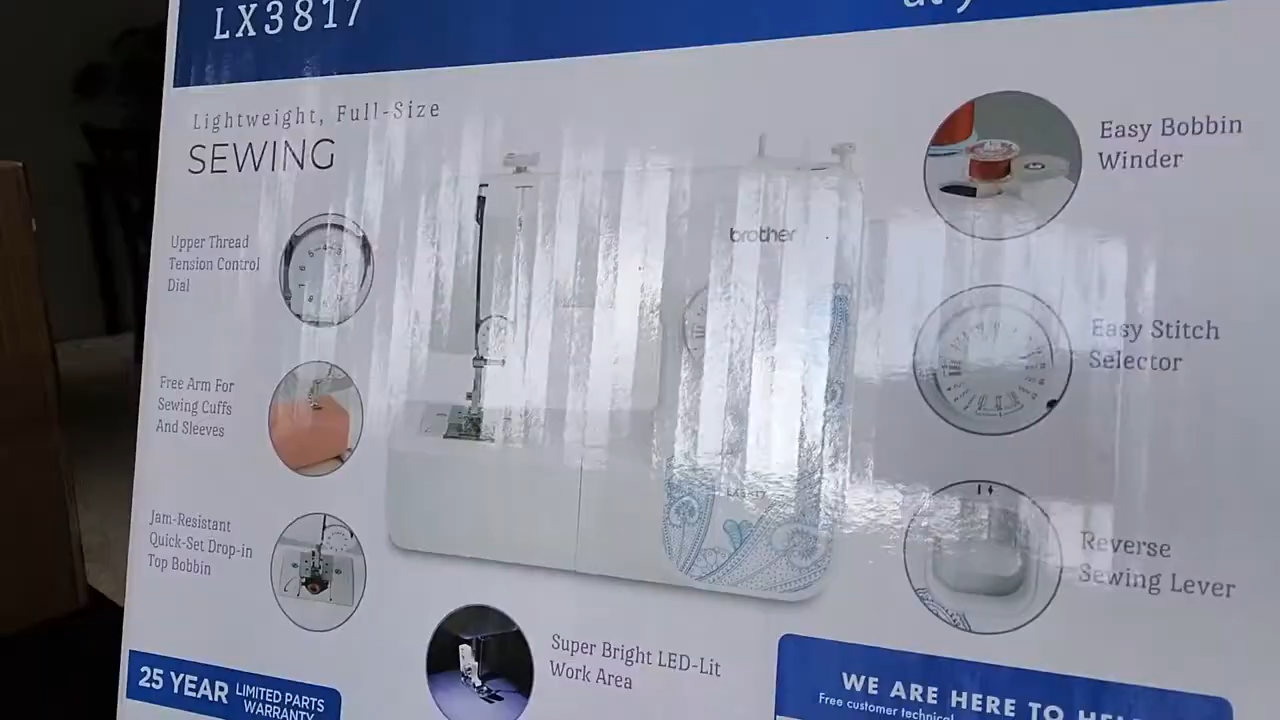 LX3817
Lightweight, Full-Size
SEWING
Upper Thread
Tension Control
Dial
Free Arm For
Sewing Cuffs
And Sleeves
Jam-Resistant
Quick-Set Drop-in
Top Bobbin
brother
LX3817
Easy Bobbin
Winder
Easy Stitch
Selector
Reverse
Sewing Lever
Super Bright LED-Lit
Work Area
25 YEAR LIMITED PARTS
WARRANTY
WE ARE HERE TO
Free customer technical